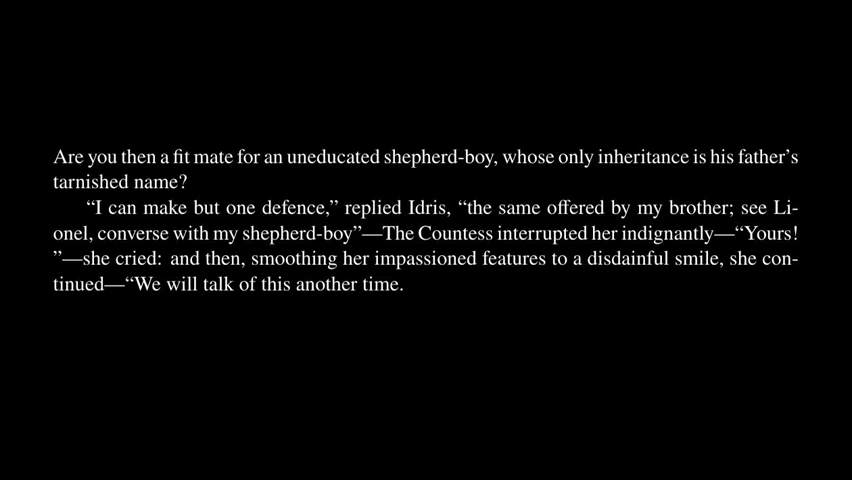 Are you then a fit mate for an uneducated shepherd-boy, whose only inheritance is his father’s
tarnished name?
“I can make but one defence,” replied Idris, “the same offered by my brother; see Li-
onel, converse with my shepherd-boy”—The Countess interrupted her indignantly—“Yours!
”—she cried: and then, smoothing her impassioned features to a disdainful smile, she con-
tinued—“We will talk of this another time.